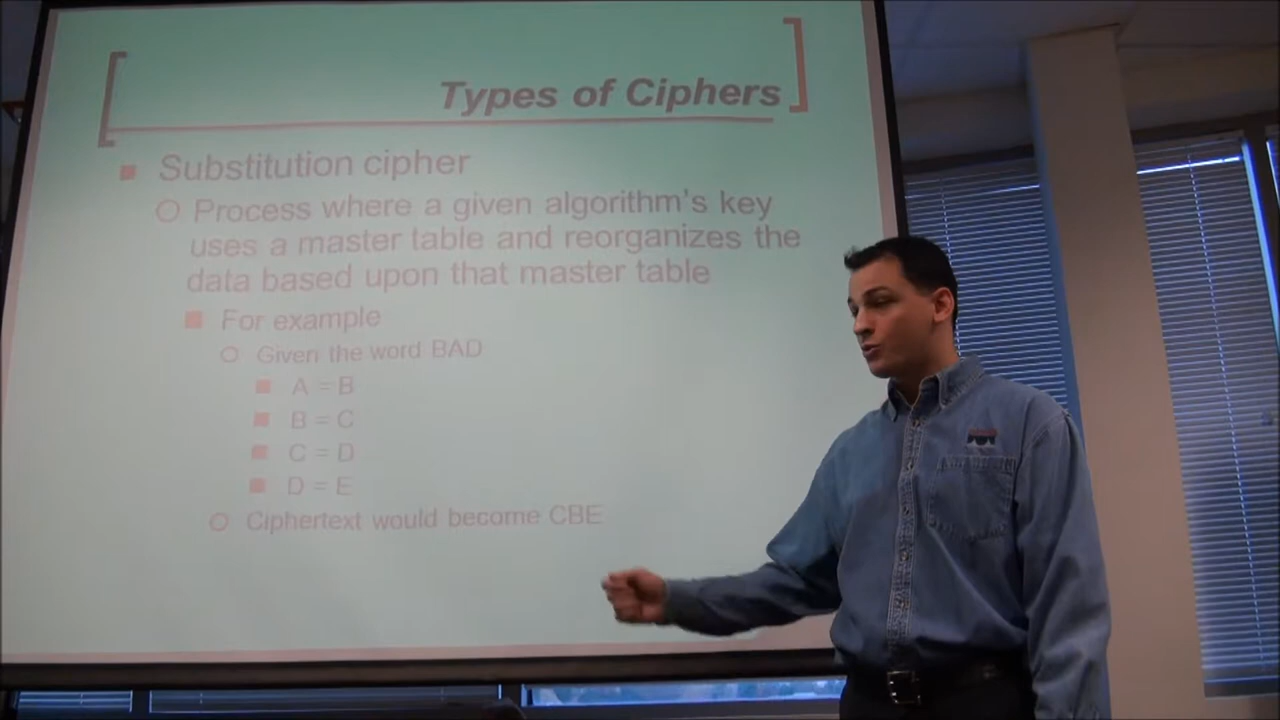 Types of Ciphers
Substitution cipher
Process where a given algorithm's key
uses a master table and reorganizes the
data based upon that master table
For example
Given the word BAD
A = B
B = C
C = D
D = E
Ciphertext would become CBE